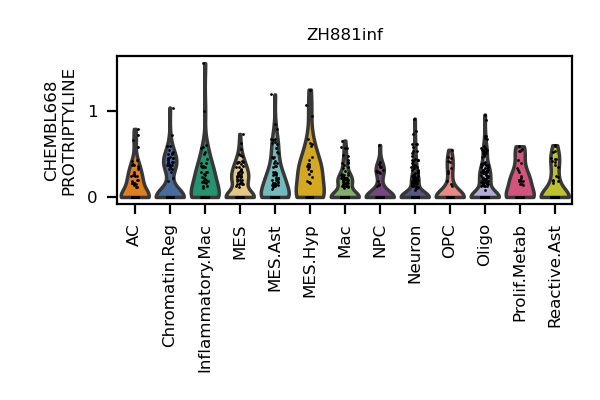 ZH881inf
CHEMBL668
PROTRIPTYLINE
1
0
AC
Chromatin.Reg
Inflammatory.Mac
MES
MES.Ast
MES.Hyp
Mac
NPC
Neuron
OPC
Oligo
Prolif.Metab
Reactive.Ast